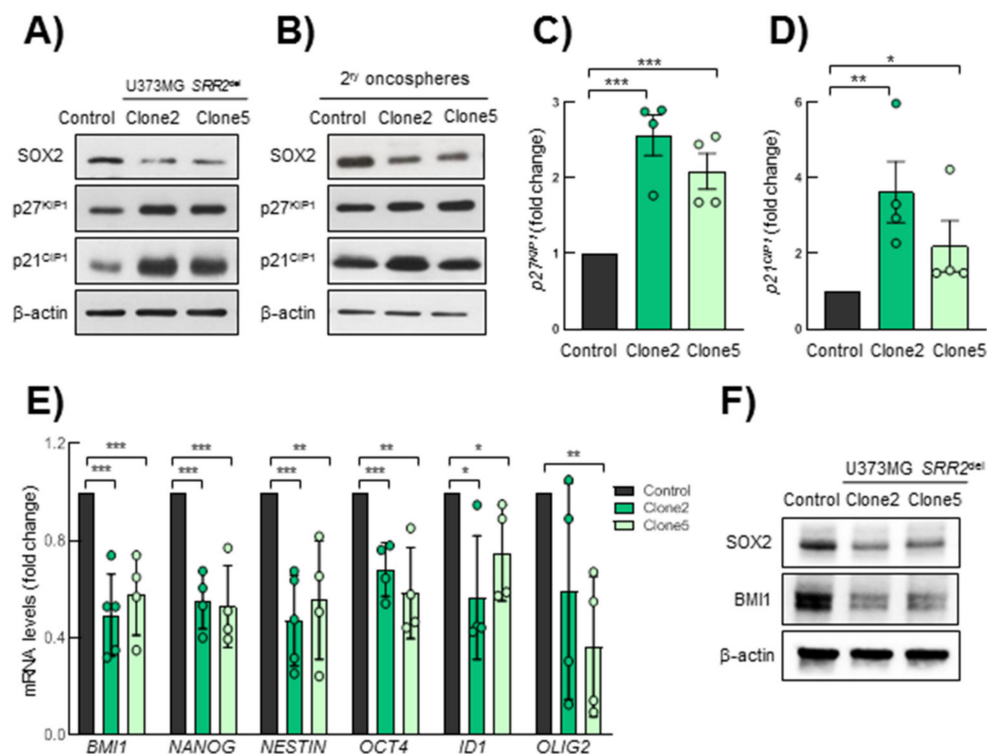 A)
U373MG SRR2del
Control Clone2 Clone5
SOX2
p27KIP1
p21CIP1
β-actin
B)
2ry oncospheres
Control Clone2 Clone5
SOX2
p27KIP1
p21CIP1
β-actin
C)
***
***
p27KIP1 (fold change)
3
2
1
0
Control Clone2 Clone5
D)
*
**
p21CIP1 (fold change)
6
4
2
0
Control Clone2 Clone5
E)
mRNA levels (fold change)
1.2
0.8
0.4
0.0
*** *** ** ** * **
*** *** *** *** *
Control
Clone2
Clone5
BMI1 NANOG NESTIN OCT4 ID1 OLIG2
F)
U373MG SRR2del
Control Clone2 Clone5
SOX2
BMI1
β-actin